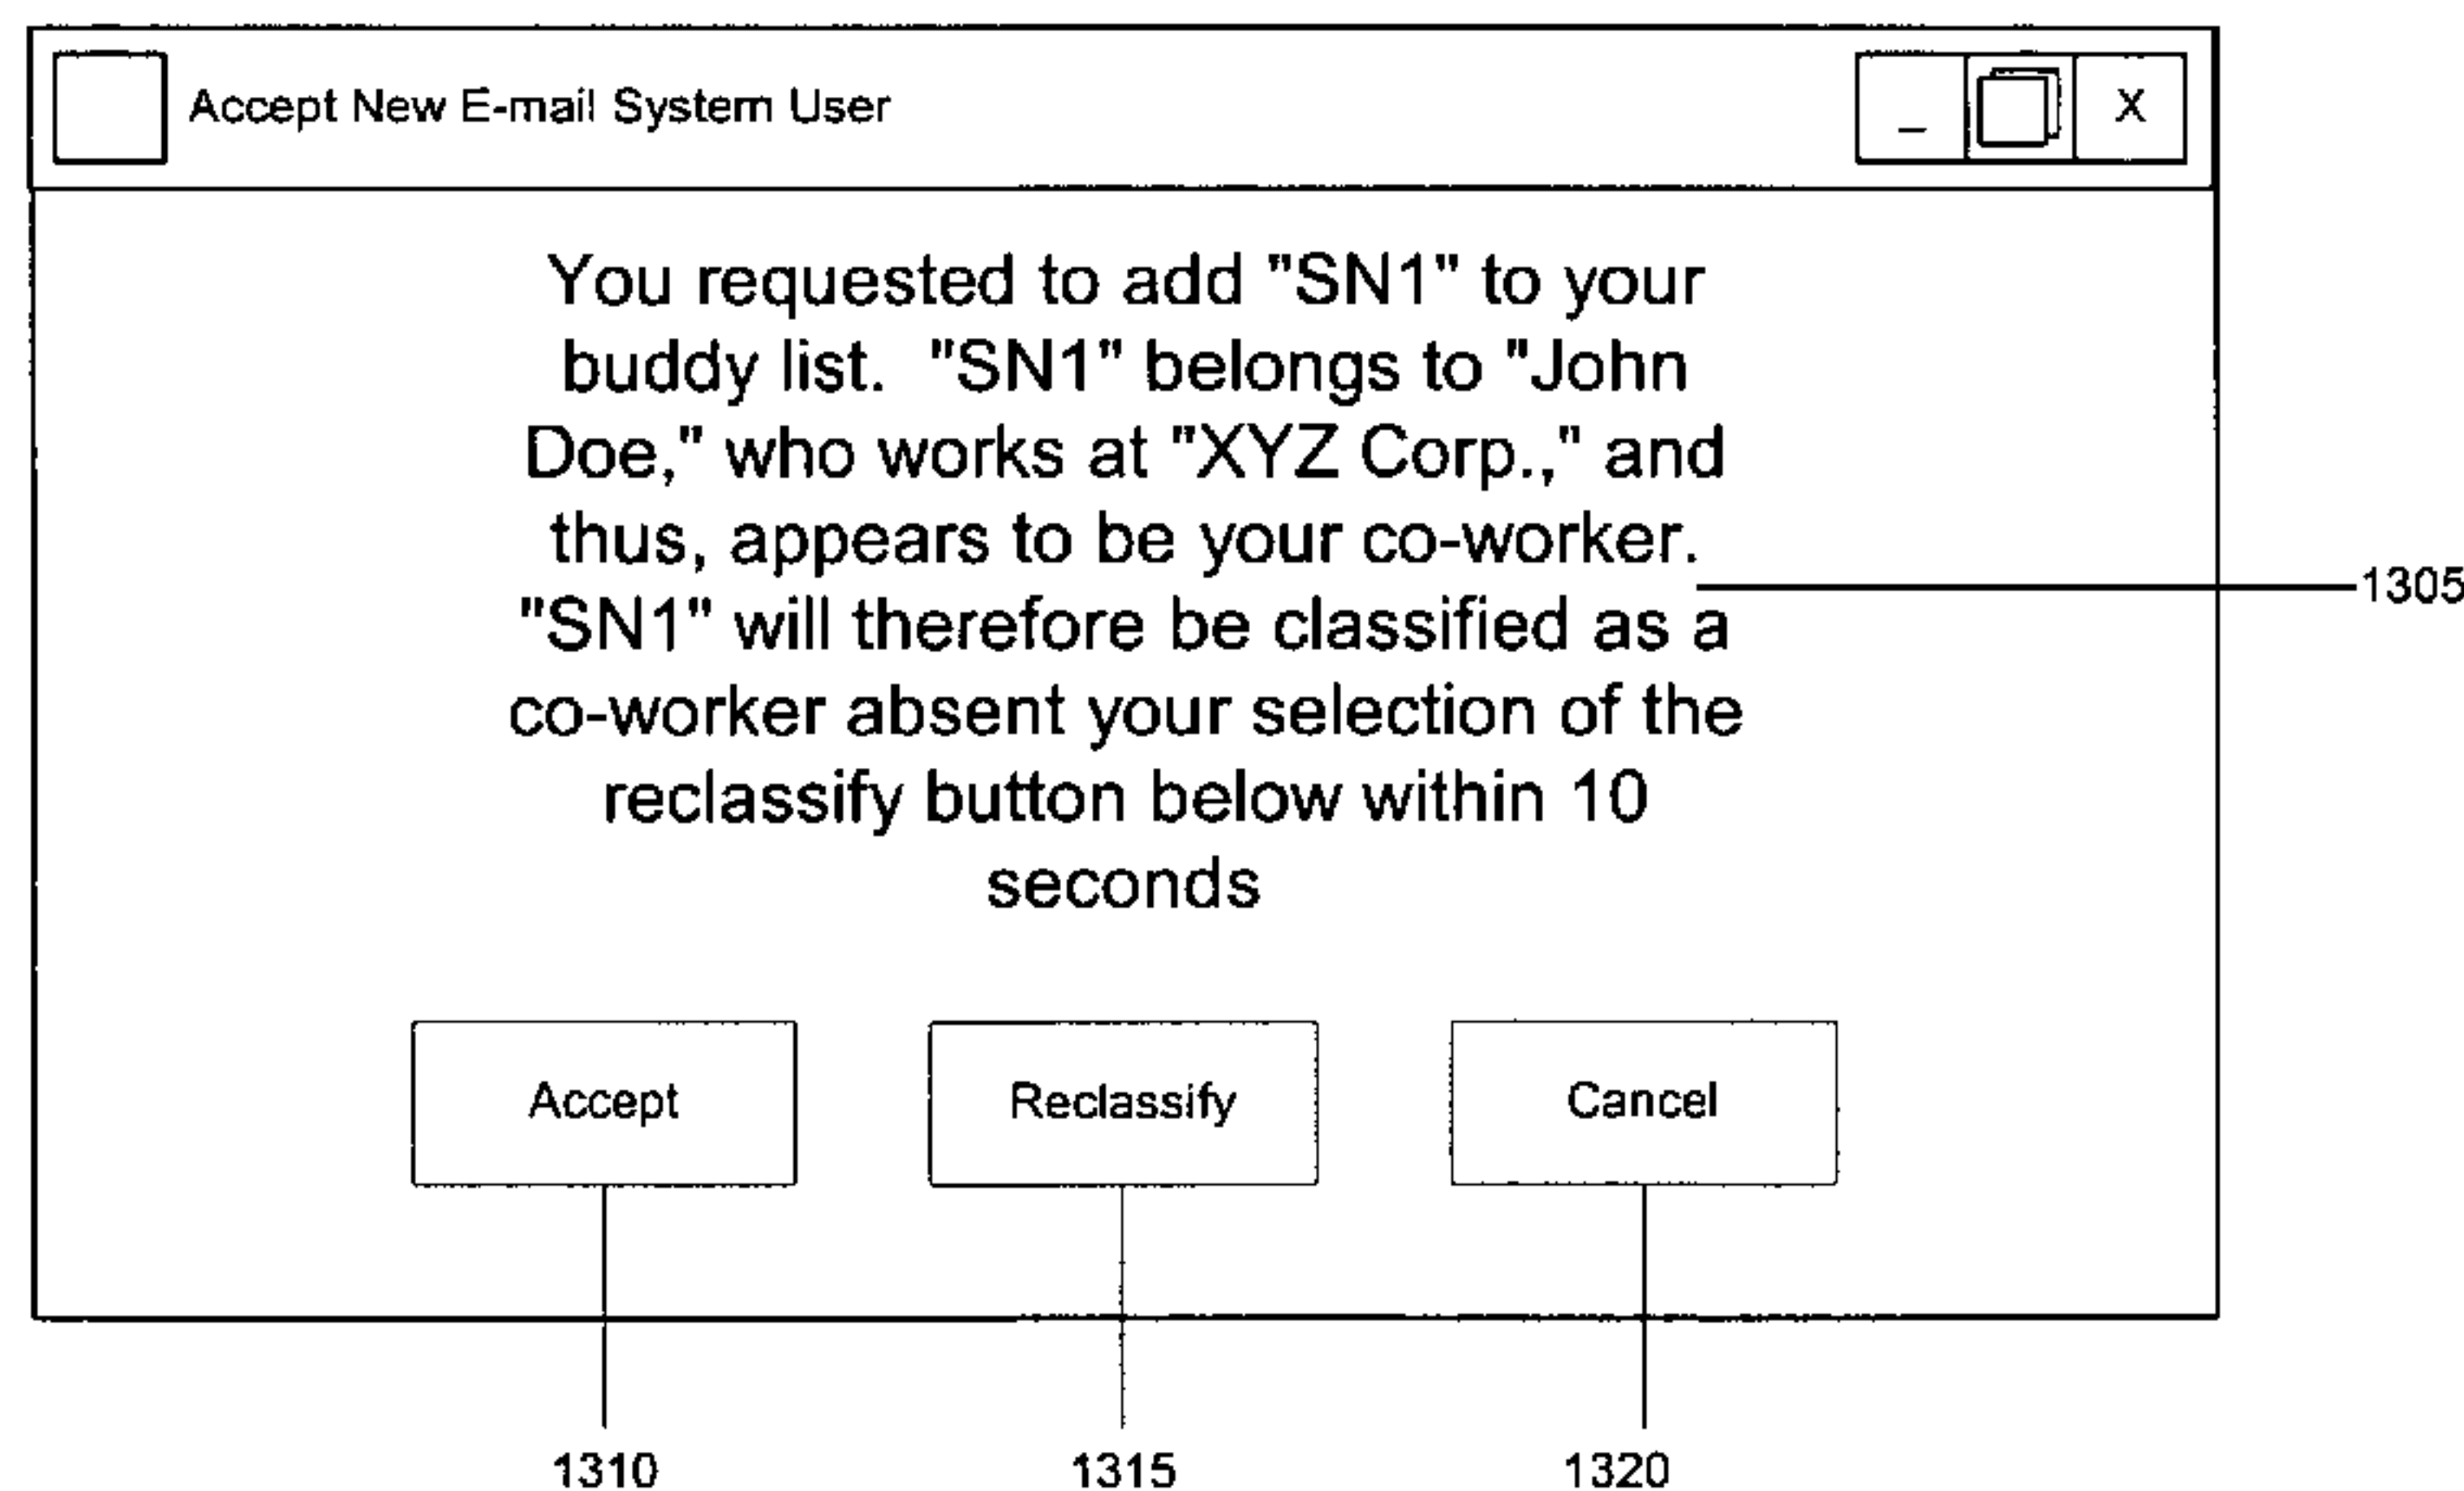 Accept New E-mail System User
_
X
You requested to add "SN1" to your
buddy list.  "SN1" belongs to "John
Doe," who works at "XYZ Corp.," and
thus, appears to be your co-worker.
"SN1" will therefore be classified as a
co-worker absent your selection of the
reclassify button below within 10
seconds
1305
Accept
Reclassify
Cancel
1310
1315
1320